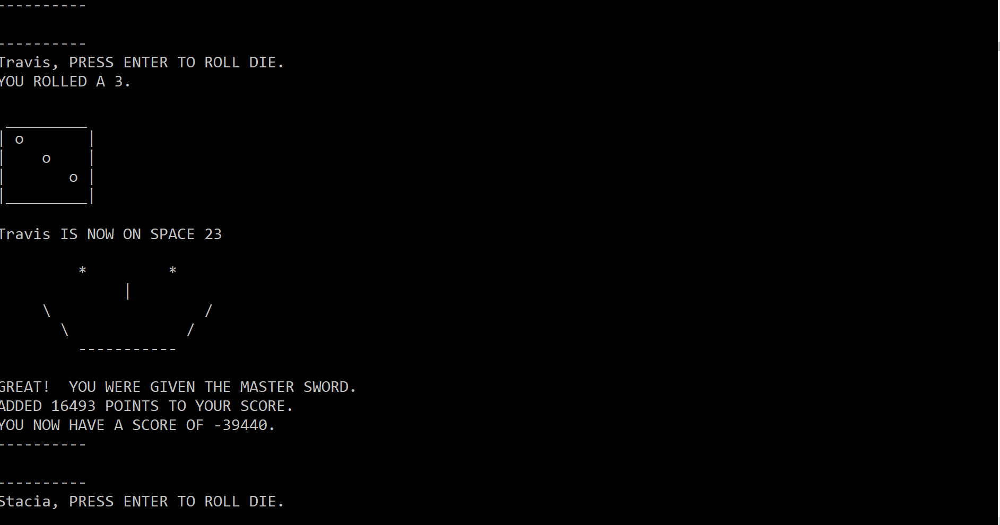 ----------
----------
Travis, PRESS ENTER TO ROLL DIE.
YOU ROLLED A 3.
 _________
| o       |
|    o    |
|       o |
|_________|
Travis IS NOW ON SPACE 23
         *         *
              |
     \                 /
       \             /
         -----------
GREAT!  YOU WERE GIVEN THE MASTER SWORD.
ADDED 16493 POINTS TO YOUR SCORE.
YOU NOW HAVE A SCORE OF -39440.
----------
----------
Stacia, PRESS ENTER TO ROLL DIE.